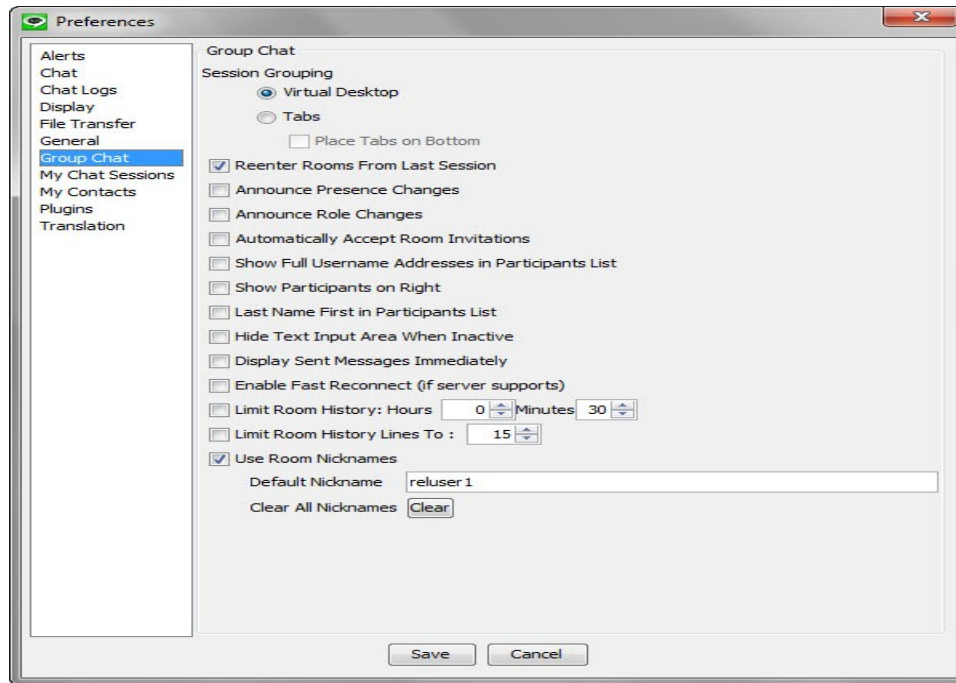 Preferences
Alerts
Chat
Chat Logs
Display
File Transfer
General
Group Chat
My Chat Sessions
My Contacts
Plugins
Translation
Group Chat
Session Grouping
Virtual Desktop
Tabs
Place Tabs on Bottom
Reenter Rooms From Last Session
Announce Presence Changes
Announce Role Changes
Automatically Accept Room Invitations
Show Full Username Addresses in Participants List
Show Participants on Right
Last Name First in Participants List
Hide Text Input Area When Inactive
Display Sent Messages Immediately
Enable Fast Reconnect (if server supports)
Limit Room History: Hours 0 Minutes 30
Limit Room History Lines To : 15
Use Room Nicknames
Default Nickname reluser1
Clear All Nicknames Clear
Save Cancel